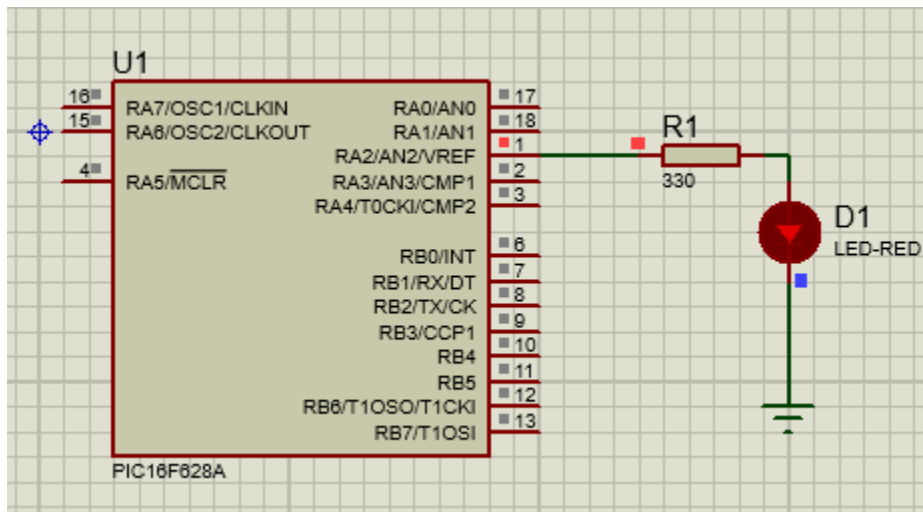 U1
16
RA7/OSC1/CLKIN
15
RA6/OSC2/CLKOUT
4
RA5/MCLR
RA0/AN0
17
RA1/AN1
18
RA2/AN2/VREF
1
RA3/AN3/CMP1
2
RA4/T0CKI/CMP2
3
RB0/INT
6
RB1/RX/DT
7
RB2/TX/CK
8
RB3/CCP1
9
RB4
10
RB5
11
RB6/T1OSO/T1CKI
12
RB7/T1OSI
13
PIC16F628A
R1
330
D1
LED-RED